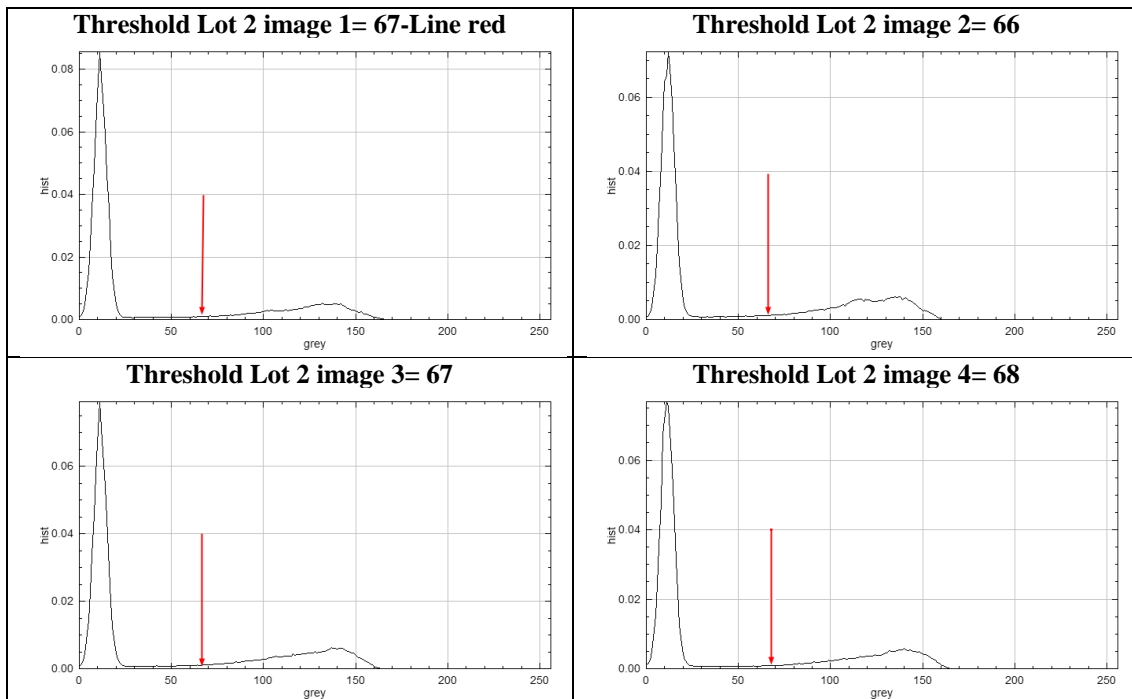 Threshold Lot 2 image 1= 67-Line red
0.08
0.06
0.04
0.02
0.00
hist
0 50 100 150 200 250
grey
Threshold Lot 2 image 2= 66
0.06
0.04
0.02
0.00
hist
0 50 100 150 200 250
grey
Threshold Lot 2 image 3= 67
0.06
0.04
0.02
0.00
hist
0 50 100 150 200 250
grey
Threshold Lot 2 image 4= 68
0.06
0.04
0.02
0.00
hist
0 50 100 150 200 250
grey